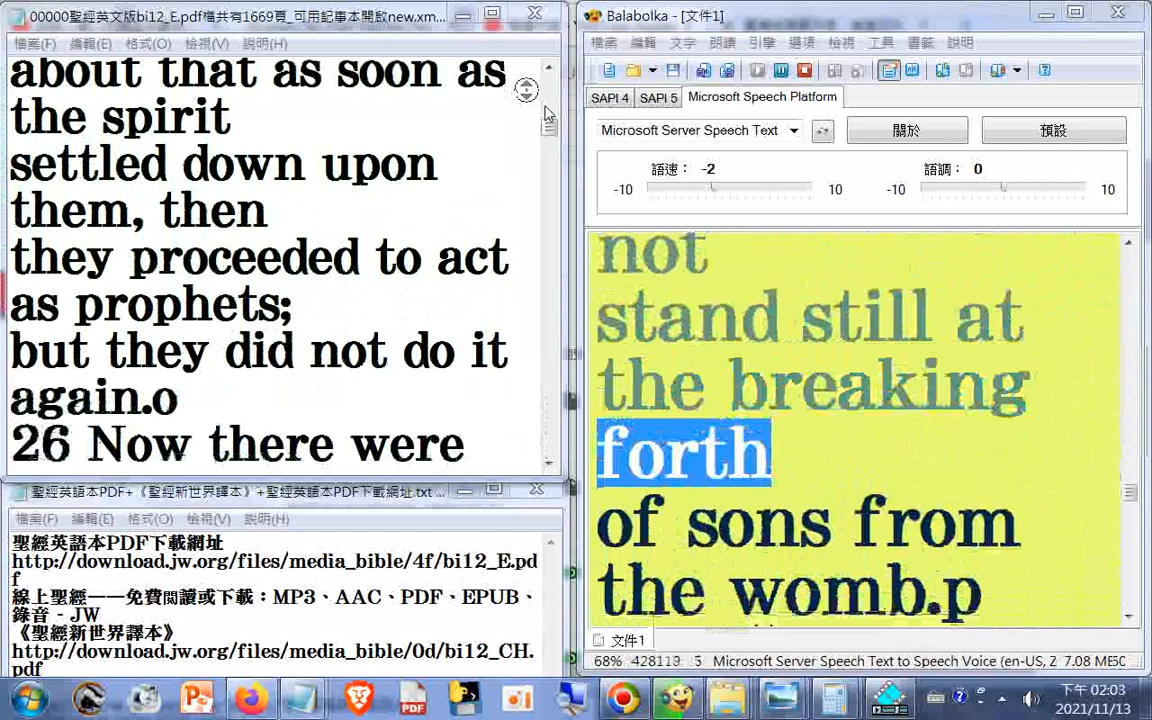 00000聖經英文版bi12_E.pdf檔共有1669頁_可用記事本開啟new.xm...
檔案(F) 編輯(E) 格式(O) 檢視(V) 說明(H)
about that as soon as
the spirit
settled down upon
them, then
they proceeded to act
as prophets;
but they did not do it
again.o
26 Now there were
聖經英語本PDF+《聖經新世界譯本》+聖經英語本PDF下載網址.txt ...
檔案(F) 編輯(E) 格式(O) 檢視(V) 說明(H)
聖經英語本PDF下載網址
http://download.jw.org/files/media_bible/4f/bi12_E.pd
f
線上聖經——免費閱讀或下載：MP3、AAC、PDF、EPUB、
錄音 - JW
《聖經新世界譯本》
http://download.jw.org/files/media_bible/0d/bi12_CH.
pdf
Balabolka - [文件1]
檔案 編輯 文字 朗讀 引擎 選項 檢視 工具 書籤 說明
SAPI 4 SAPI 5 Microsoft Speech Platform
Microsoft Server Speech Text 關於 預設
語速： -2 語調： 0
-10 10 -10 10
not
stand still at
the breaking
forth
of sons from
the womb.p
文件1
68% 428119: 5 Microsoft Server Speech Text to Speech Voice (en-US, Z 7.08 ME50
下午 02:03
2021/11/13